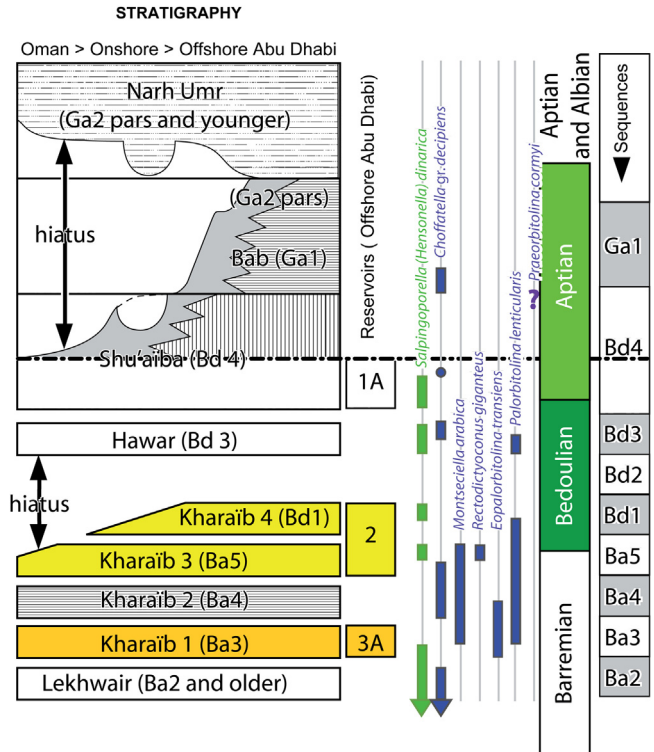 STRATIGRAPHY
Oman > Onshore > Offshore Abu Dhabi
Narh Umr
(Ga2 pars and younger)
hiatus
(Ga2 pars)
Bab (Ga1)
Shu'aïba (Bd 4)
Hawar (Bd 3)
hiatus
Kharaïb 4 (Bd1)
Kharaïb 3 (Ba5)
Kharaïb 2 (Ba4)
Kharaïb 1 (Ba3)
Lekhwair (Ba2 and older)
Reservoirs ( Offshore Abu Dhabi)
1A
2
3A
Salpingoporella (Hensonella) dinarica
Choffatella gr. decipiens
Montseciella arabica
Rectodictyoconus giganteus
Eopalorbitolina transiens
Palorbitolina lenticularis
Praeorbitolina cormyi
?
Aptian
and Albian
Aptian
Bedoulian
Barremian
Sequences
Ga1
Bd4
Bd3
Bd2
Bd1
Ba5
Ba4
Ba3
Ba2